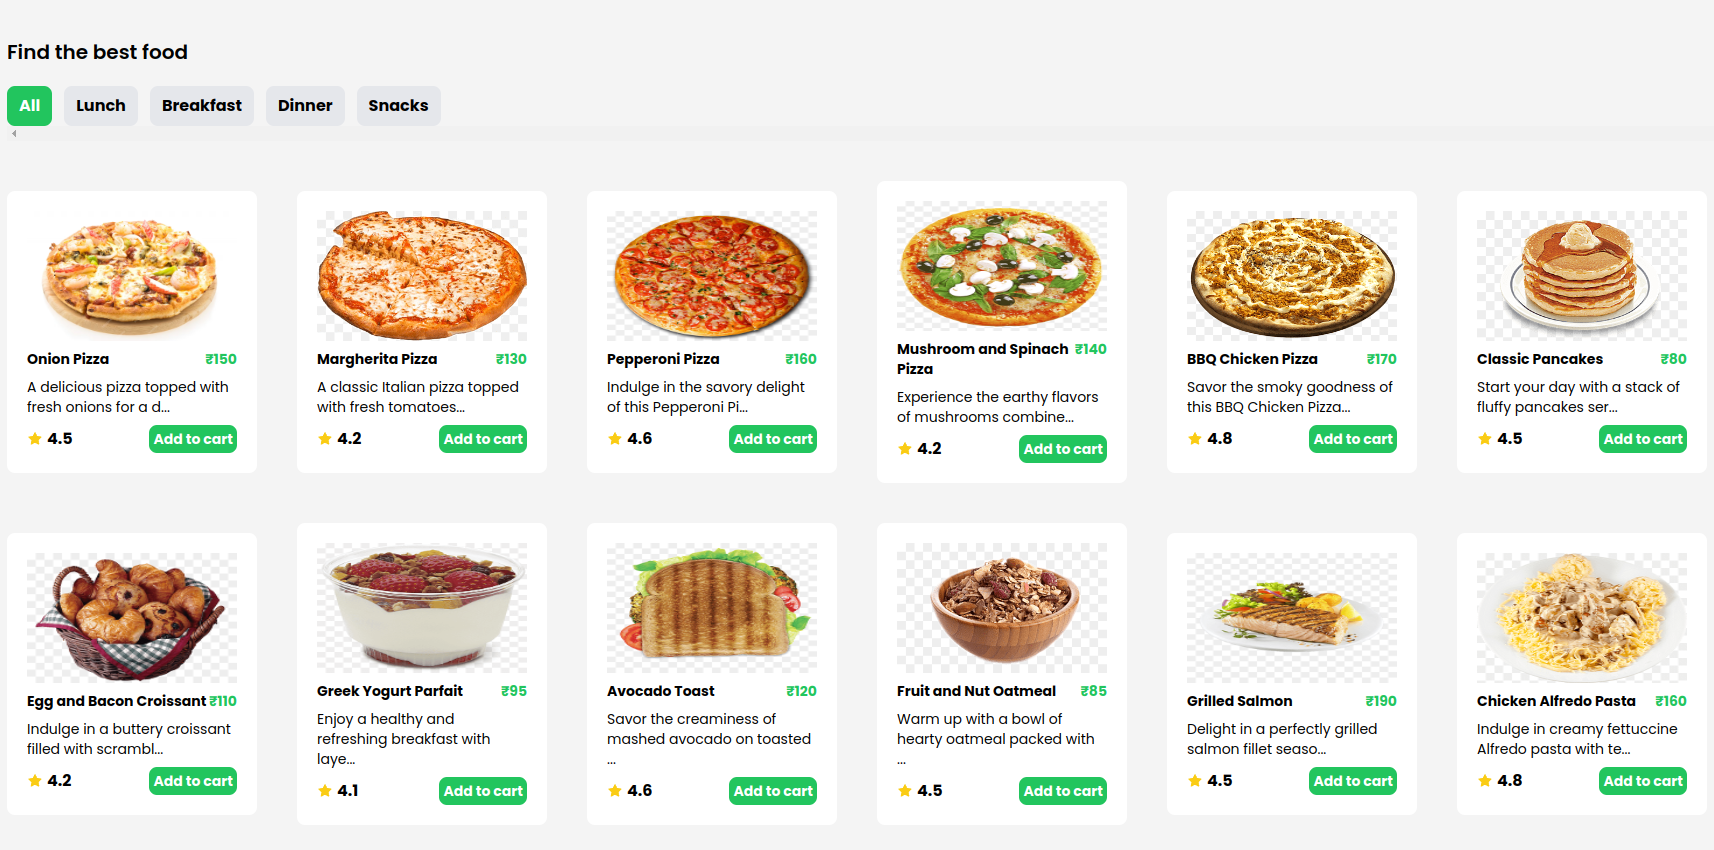 Find the best food
All Lunch Breakfast Dinner Snacks
Onion Pizza ₹150
A delicious pizza topped with
fresh onions for a d...
4.5 Add to cart
Margherita Pizza ₹130
A classic Italian pizza topped
with fresh tomatoes...
4.2 Add to cart
Pepperoni Pizza ₹160
Indulge in the savory delight
of this Pepperoni Pi...
4.6 Add to cart
Mushroom and Spinach ₹140
Pizza
Experience the earthy flavors
of mushrooms combine...
4.2 Add to cart
BBQ Chicken Pizza ₹170
Savor the smoky goodness of
this BBQ Chicken Pizza...
4.8 Add to cart
Classic Pancakes ₹80
Start your day with a stack of
fluffy pancakes ser...
4.5 Add to cart
Egg and Bacon Croissant ₹110
Indulge in a buttery croissant
filled with scrambl...
4.2 Add to cart
Greek Yogurt Parfait ₹95
Enjoy a healthy and
refreshing breakfast with
laye...
4.1 Add to cart
Avocado Toast ₹120
Savor the creaminess of
mashed avocado on toasted
...
4.6 Add to cart
Fruit and Nut Oatmeal ₹85
Warm up with a bowl of
hearty oatmeal packed with
...
4.5 Add to cart
Grilled Salmon ₹190
Delight in a perfectly grilled
salmon fillet seaso...
4.5 Add to cart
Chicken Alfredo Pasta ₹160
Indulge in creamy fettuccine
Alfredo pasta with te...
4.8 Add to cart